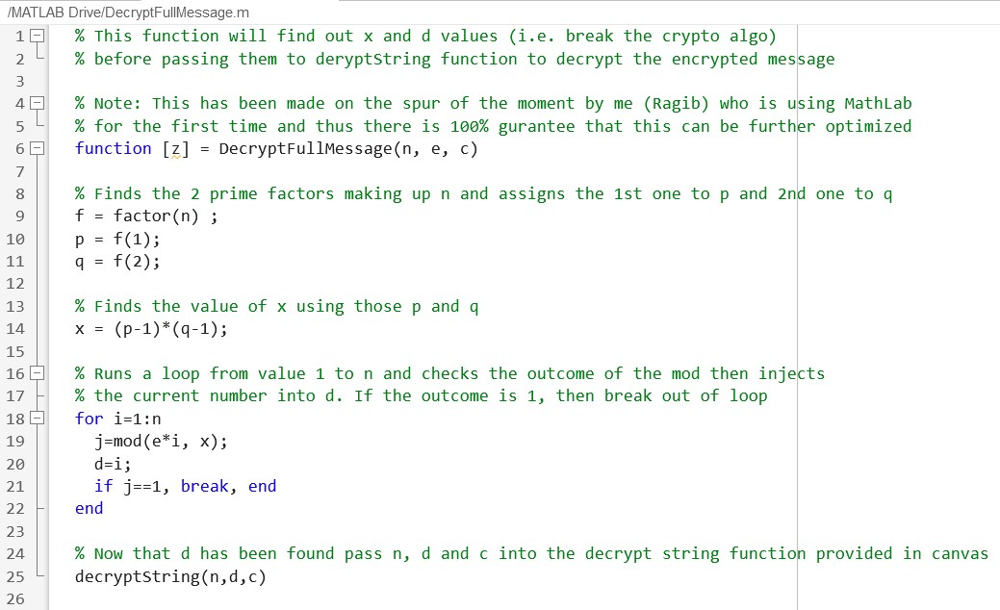 /MATLAB Drive/DecryptFullMessage.m
1 % This function will find out x and d values (i.e. break the crypto algo)
2 % before passing them to deryptString function to decrypt the encrypted message
3
4 % Note: This has been made on the spur of the moment by me (Ragib) who is using MathLab
5 % for the first time and thus there is 100% gurantee that this can be further optimized
6 function [z] = DecryptFullMessage(n, e, c)
7
8 % Finds the 2 prime factors making up n and assigns the 1st one to p and 2nd one to q
9 f = factor(n) ;
10 p = f(1);
11 q = f(2);
12
13 % Finds the value of x using those p and q
14 x = (p-1)*(q-1);
15
16 % Runs a loop from value 1 to n and checks the outcome of the mod then injects
17 % the current number into d. If the outcome is 1, then break out of loop
18 for i=1:n
19 j=mod(e*i, x);
20 d=i;
21 if j==1, break, end
22 end
23
24 % Now that d has been found pass n, d and c into the decrypt string function provided in canvas
25 decryptString(n,d,c)
26